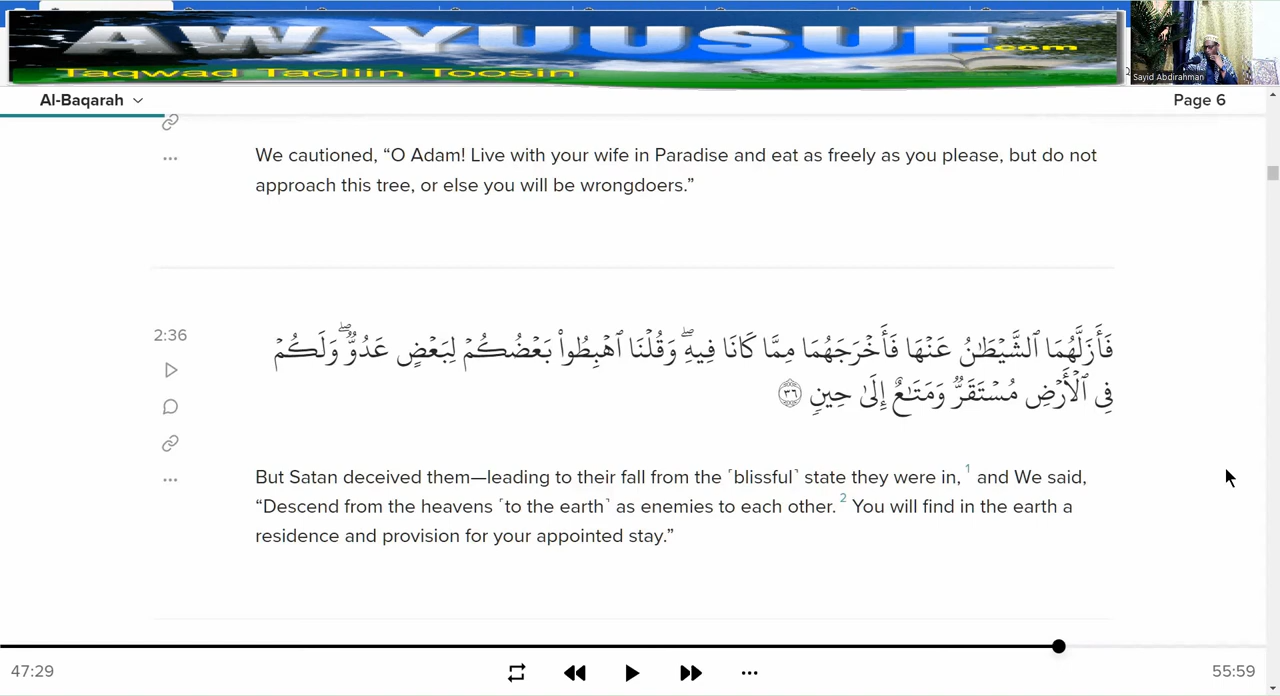 AW YUUSUF.com
Taqwad Tacliin Toosin
Sayid Abdirahman
Al-Baqarah
Page 6
We cautioned, “O Adam! Live with your wife in Paradise and eat as freely as you please, but do not
approach this tree, or else you will be wrongdoers.”
2:36
فَأَزَلَّهُمَا ٱلشَّيْطَـٰنُ عَنْهَا فَأَخْرَجَهُمَا مِمَّا كَانَا فِيهِ ۖ وَقُلْنَا ٱهْبِطُوا۟ بَعْضُكُمْ لِبَعْضٍ عَدُوٌّ ۖ وَلَكُمْ
فِى ٱلْأَرْضِ مُسْتَقَرٌّ وَمَتَـٰعٌ إِلَىٰ حِينٍ ٣٦
But Satan deceived them—leading to their fall from the ˹blissful˺ state they were in,1 and We said,
“Descend from the heavens ˹to the earth˺ as enemies to each other.2 You will find in the earth a
residence and provision for your appointed stay.”
47:29
55:59